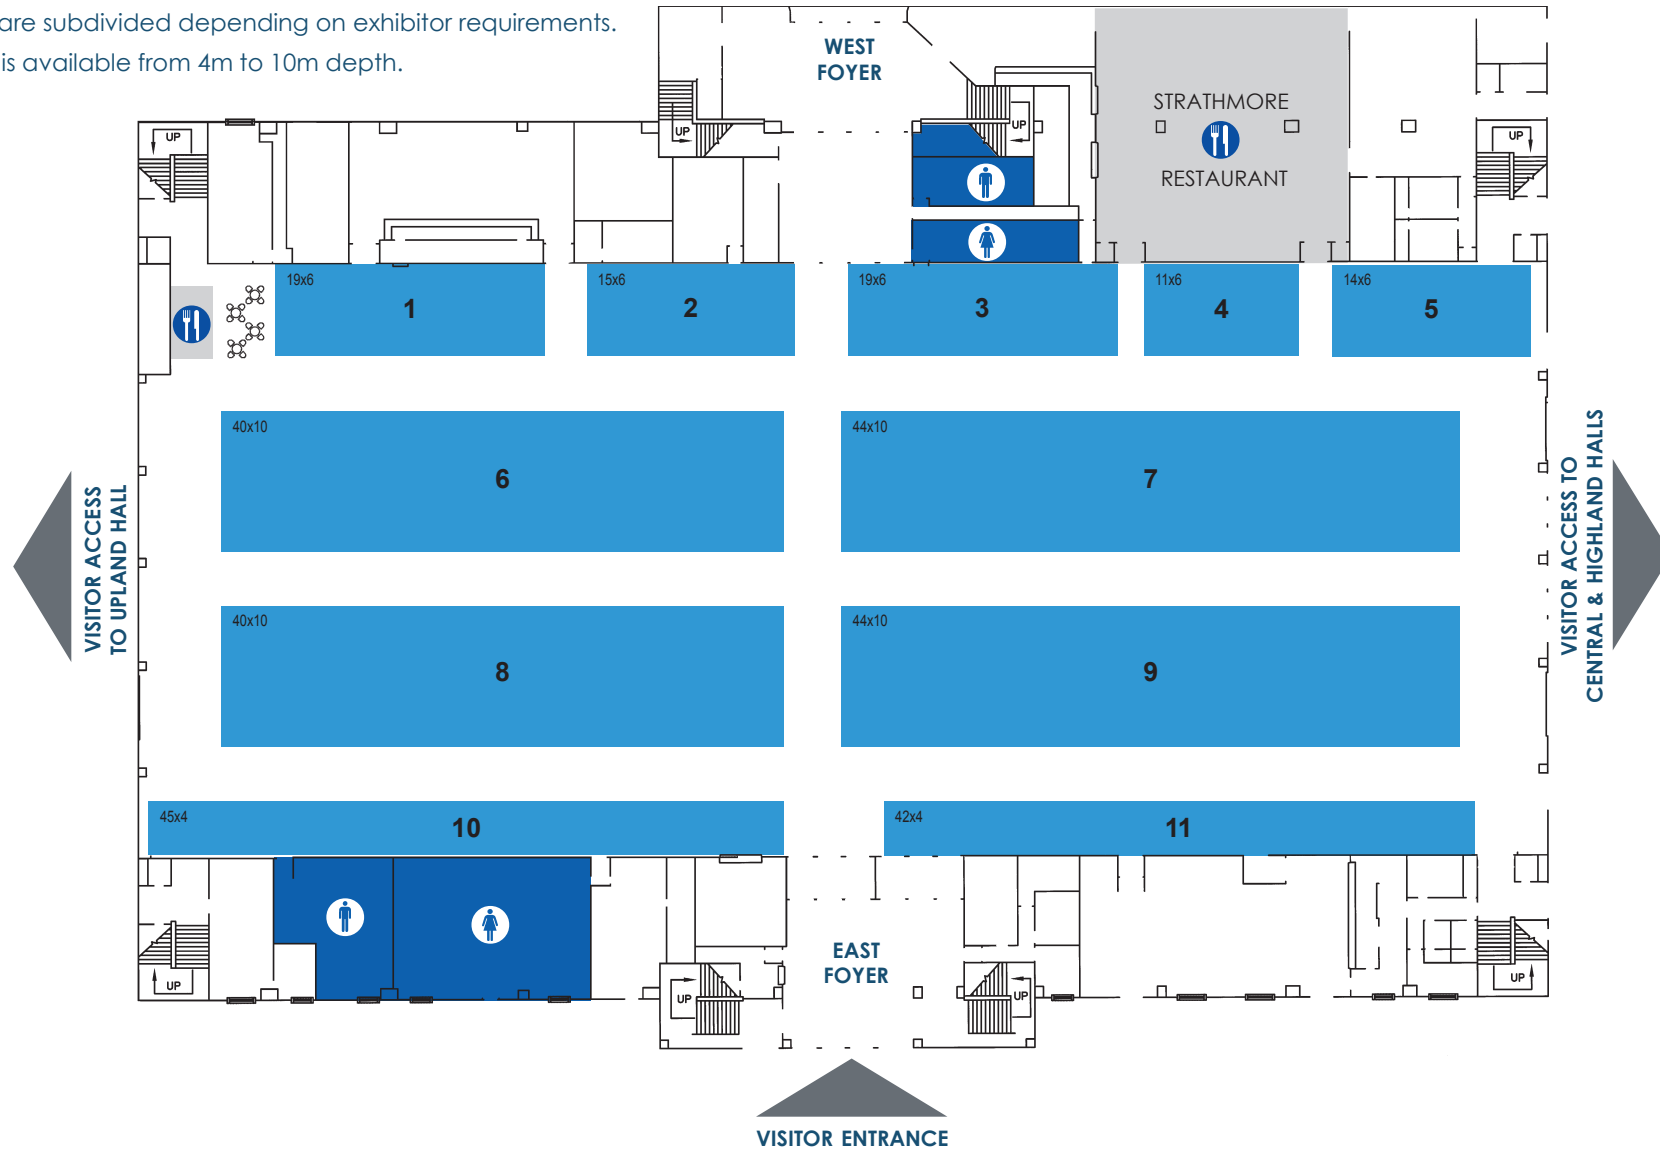 are subdivided depending on exhibitor requirements.
is available from 4m to 10m depth.
WEST
FOYER
STRATHMORE
RESTAURANT
UP
UP
UP
UP
19x6
1
15x6
2
19x6
3
11x6
4
14x6
5
40x10
6
44x10
7
VISITOR ACCESS
TO UPLAND HALL
VISITOR ACCESS TO
CENTRAL & HIGHLAND HALLS
40x10
8
44x10
9
45x4
10
42x4
11
EAST
FOYER
UP
UP
UP
UP
VISITOR ENTRANCE